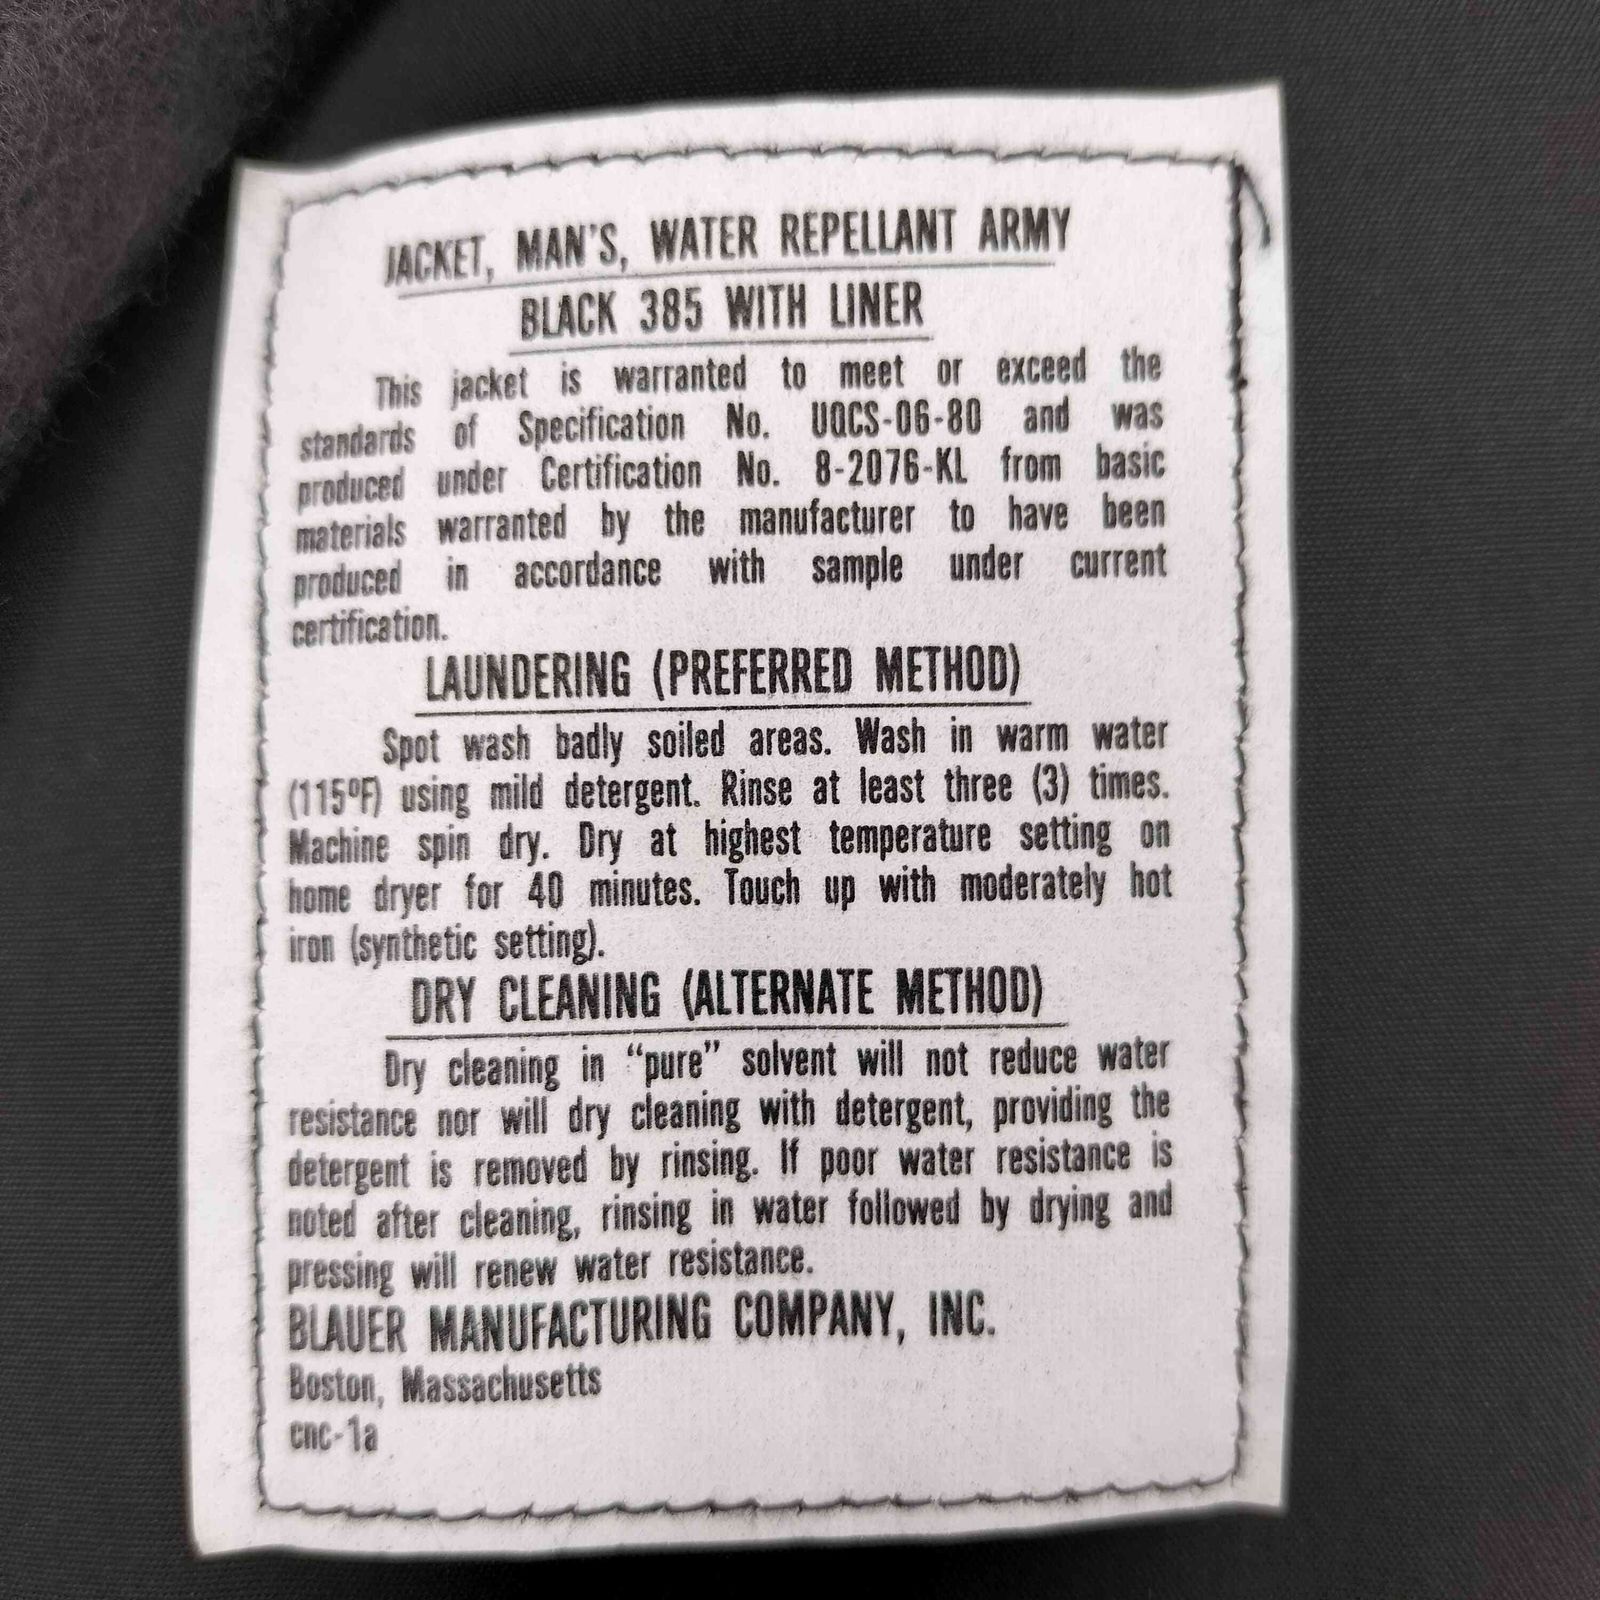 JACKET, MAN'S, WATER REPELLANT ARMY
BLACK 385 WITH LINER
This jacket is warranted to meet or exceed the
standards of Specification No. UQCS-06-80 and was
produced under Certification No. 8-2076-KL from basic
materials warranted by the manufacturer to have been
produced in accordance with sample under current
certification.
LAUNDERING (PREFERRED METHOD)
Spot wash badly soiled areas. Wash in warm water
(115ºF) using mild detergent. Rinse at least three (3) times.
Machine spin dry. Dry at highest temperature setting on
home dryer for 40 minutes. Touch up with moderately hot
iron (synthetic setting).
DRY CLEANING (ALTERNATE METHOD)
Dry cleaning in “pure” solvent will not reduce water
resistance nor will dry cleaning with detergent, providing the
detergent is removed by rinsing. If poor water resistance is
noted after cleaning, rinsing in water followed by drying and
pressing will renew water resistance.
BLAUER MANUFACTURING COMPANY, INC.
Boston, Massachusetts
cnc-1a